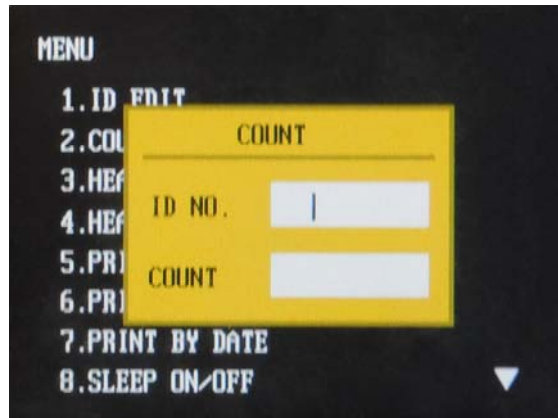 MENU
1.ID EDIT
2.COU
COUNT
3.HEA
ID NO.
4.HEA
5.PRI
COUNT
6.PRI
7.PRINT BY DATE
8.SLEEP ON/OFF